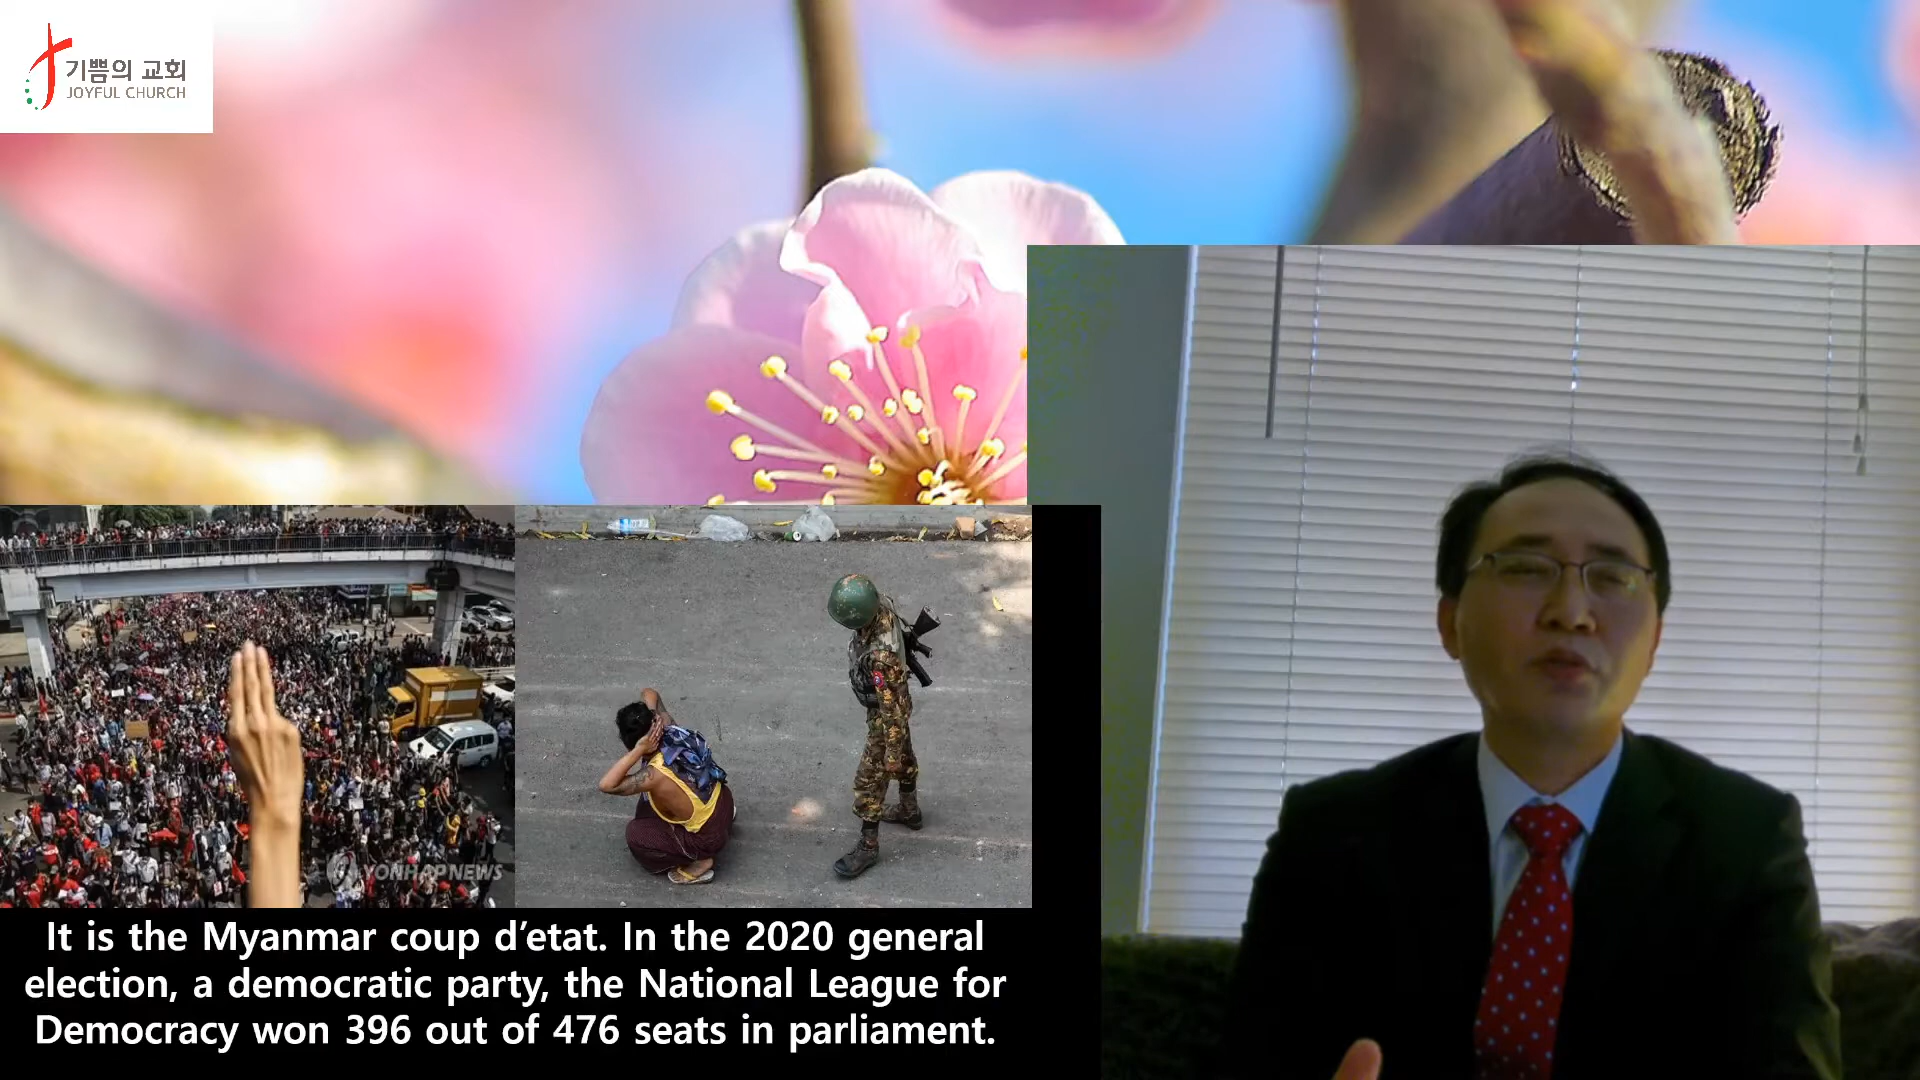 기쁨의 교회
JOYFUL CHURCH
YONHAPNEWS
It is the Myanmar coup d’etat. In the 2020 general
election, a democratic party, the National League for
Democracy won 396 out of 476 seats in parliament.